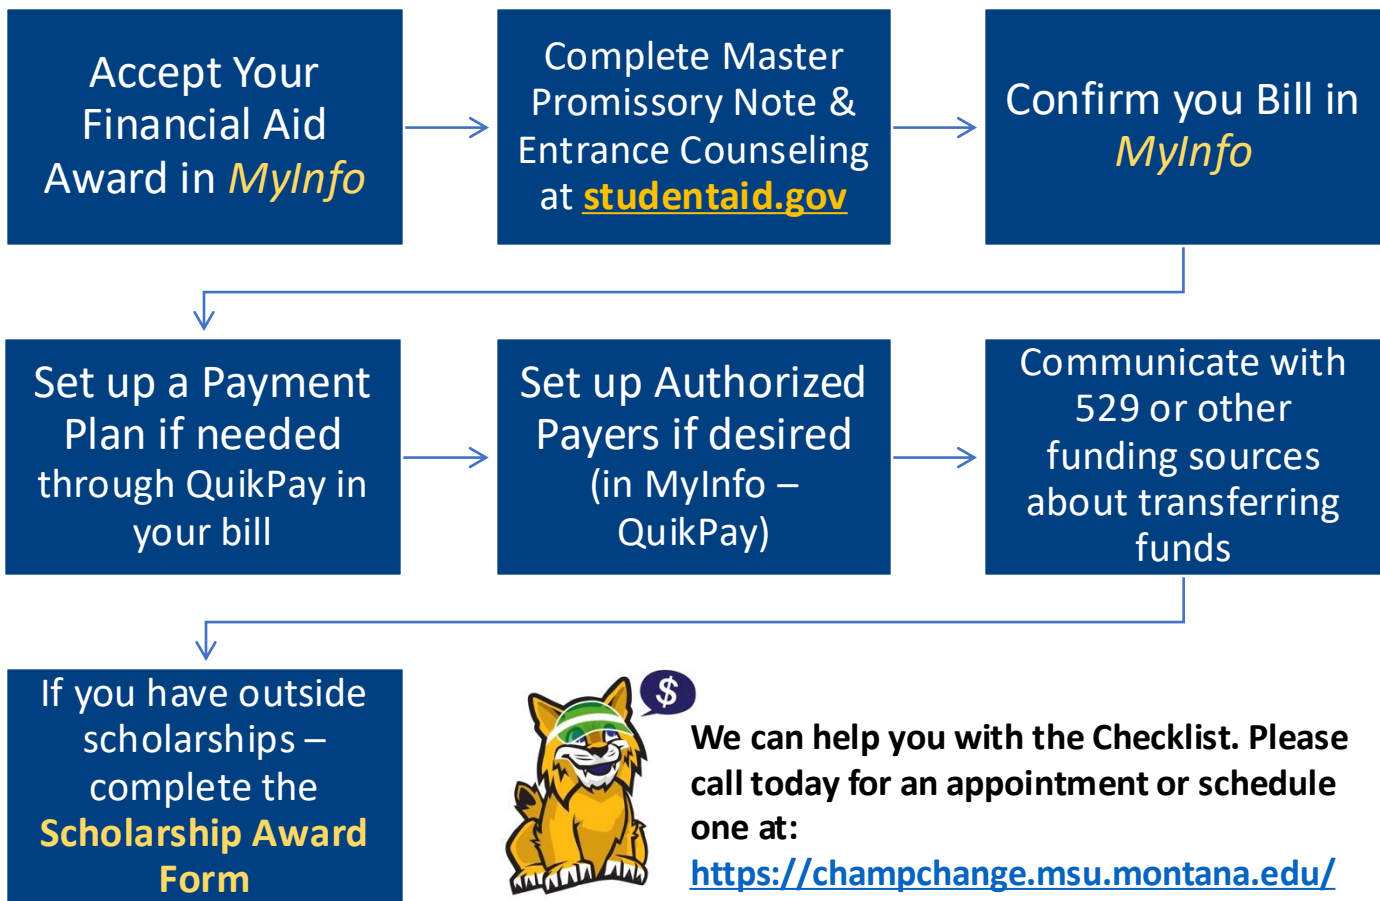 Accept Your
Financial Aid
Award in MyInfo
Complete Master
Promissory Note &
Entrance Counseling
at studentaid.gov
Confirm you Bill in
MyInfo
Set up a Payment
Plan if needed
through QuikPay in
your bill
Set up Authorized
Payers if desired
(in MyInfo –
QuikPay)
Communicate with
529 or other
funding sources
about transferring
funds
If you have outside
scholarships –
complete the
Scholarship Award
Form
$
We can help you with the Checklist. Please
call today for an appointment or schedule
one at:
https://champchange.msu.montana.edu/